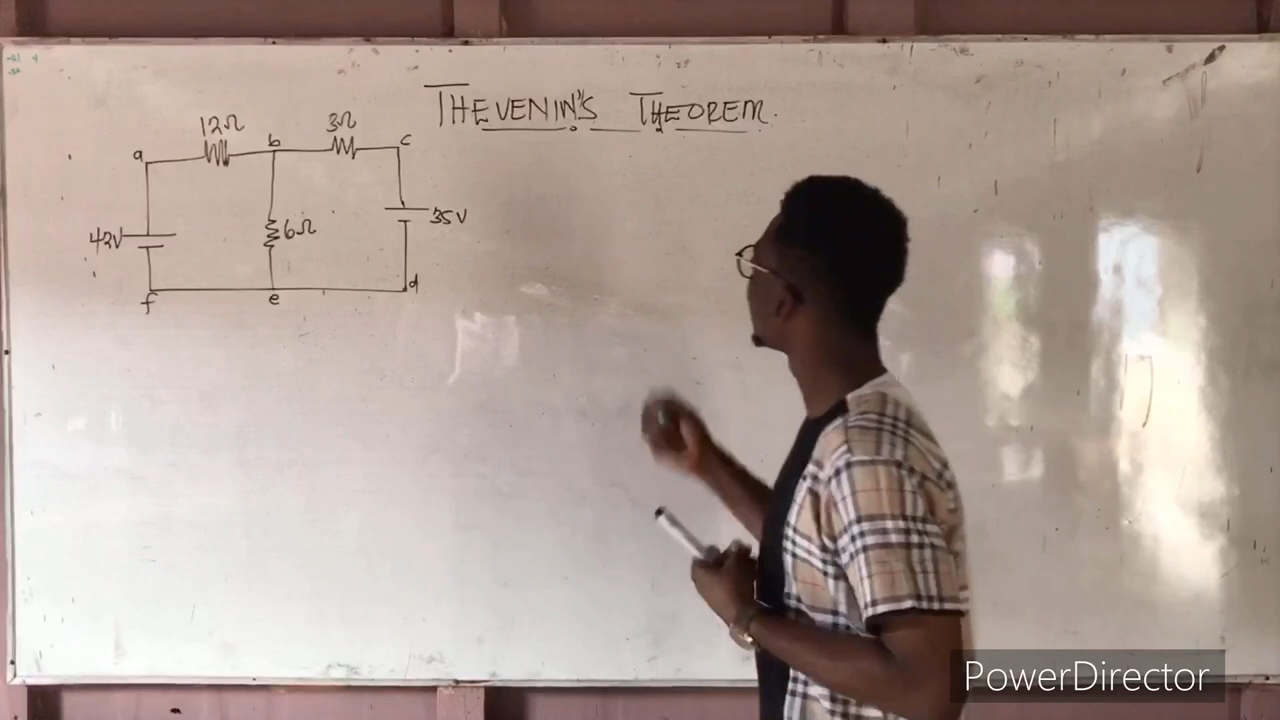 THEVENIN'S THEOREM.
12Ω
3Ω
a
b
c
42V
6Ω
35V
f
e
d
PowerDirector